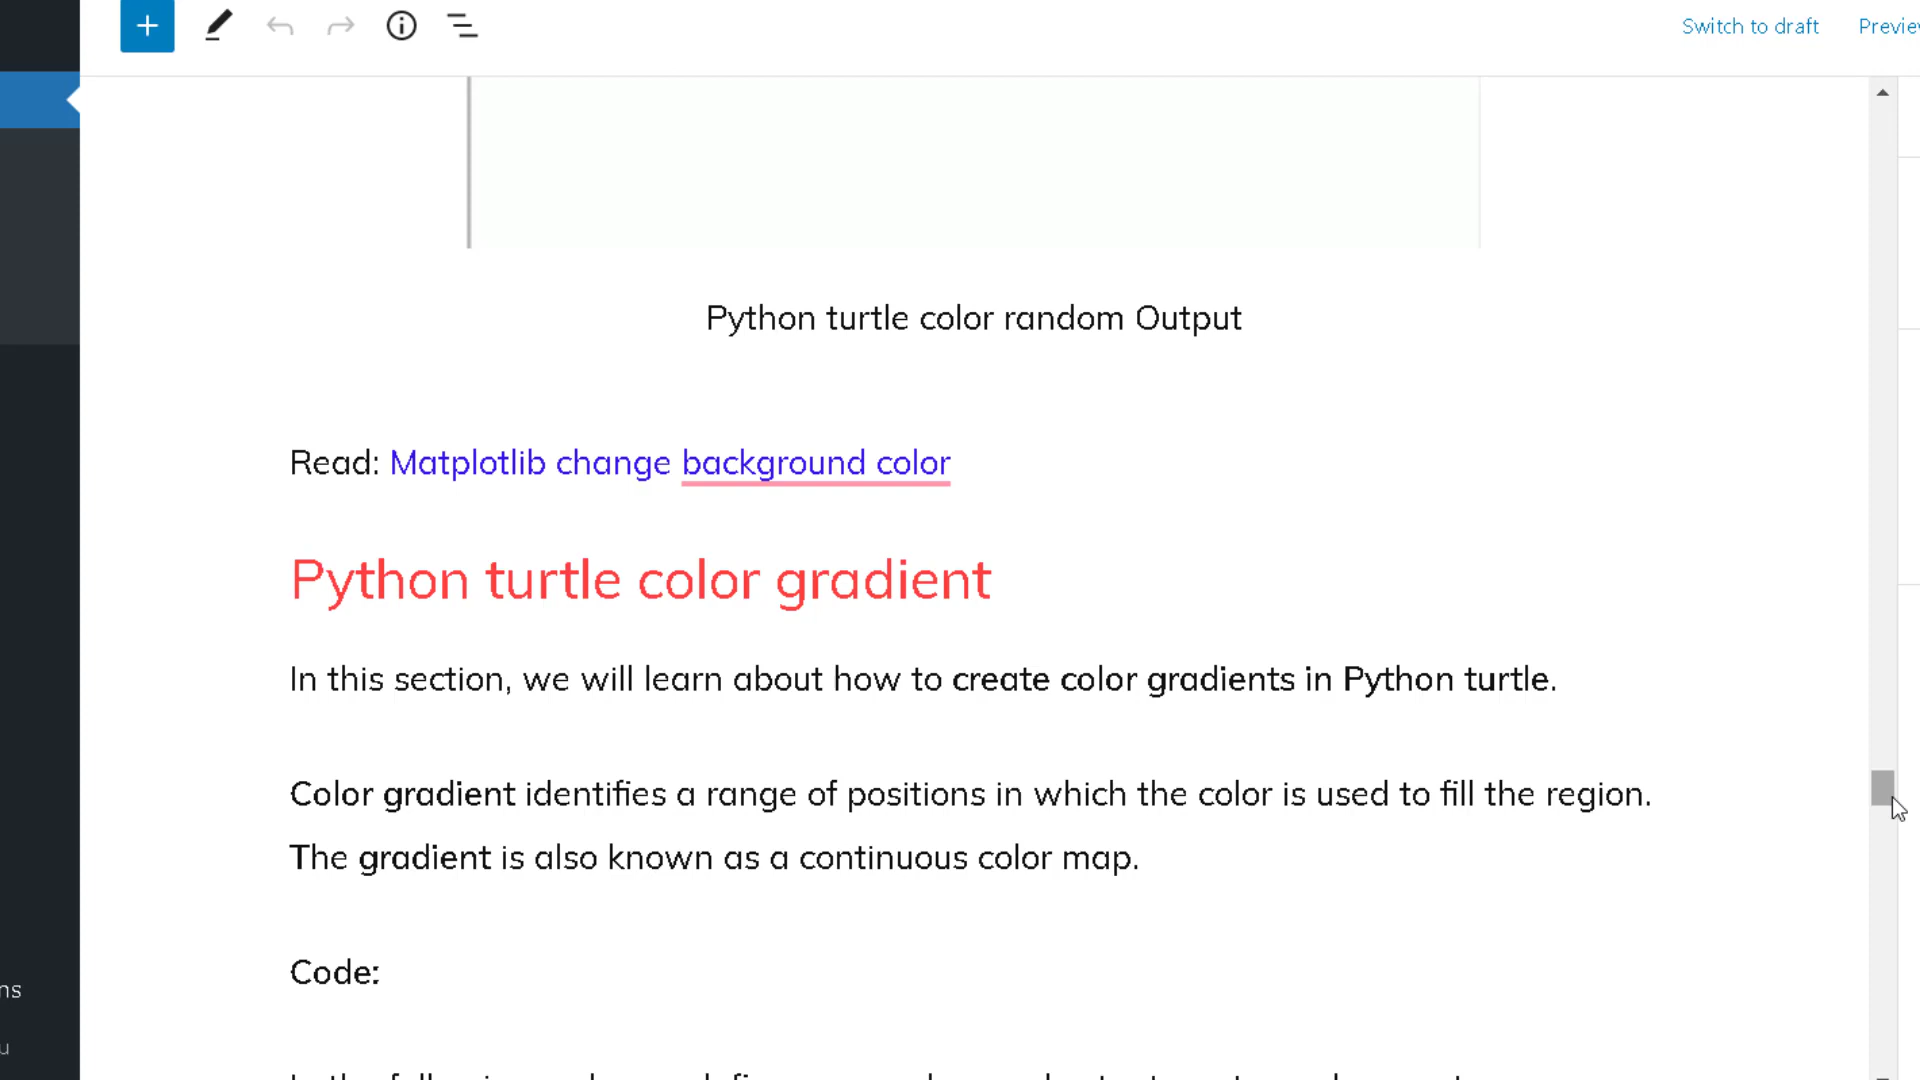 Switch to draft
Python turtle color random Output
Read: Matplotlib change background color
Python turtle color gradient
In this section, we will learn about how to create color gradients in Python turtle.
Color gradient identifies a range of positions in which the color is used to fill the region.
The gradient is also known as a continuous color map.
Code:
ns